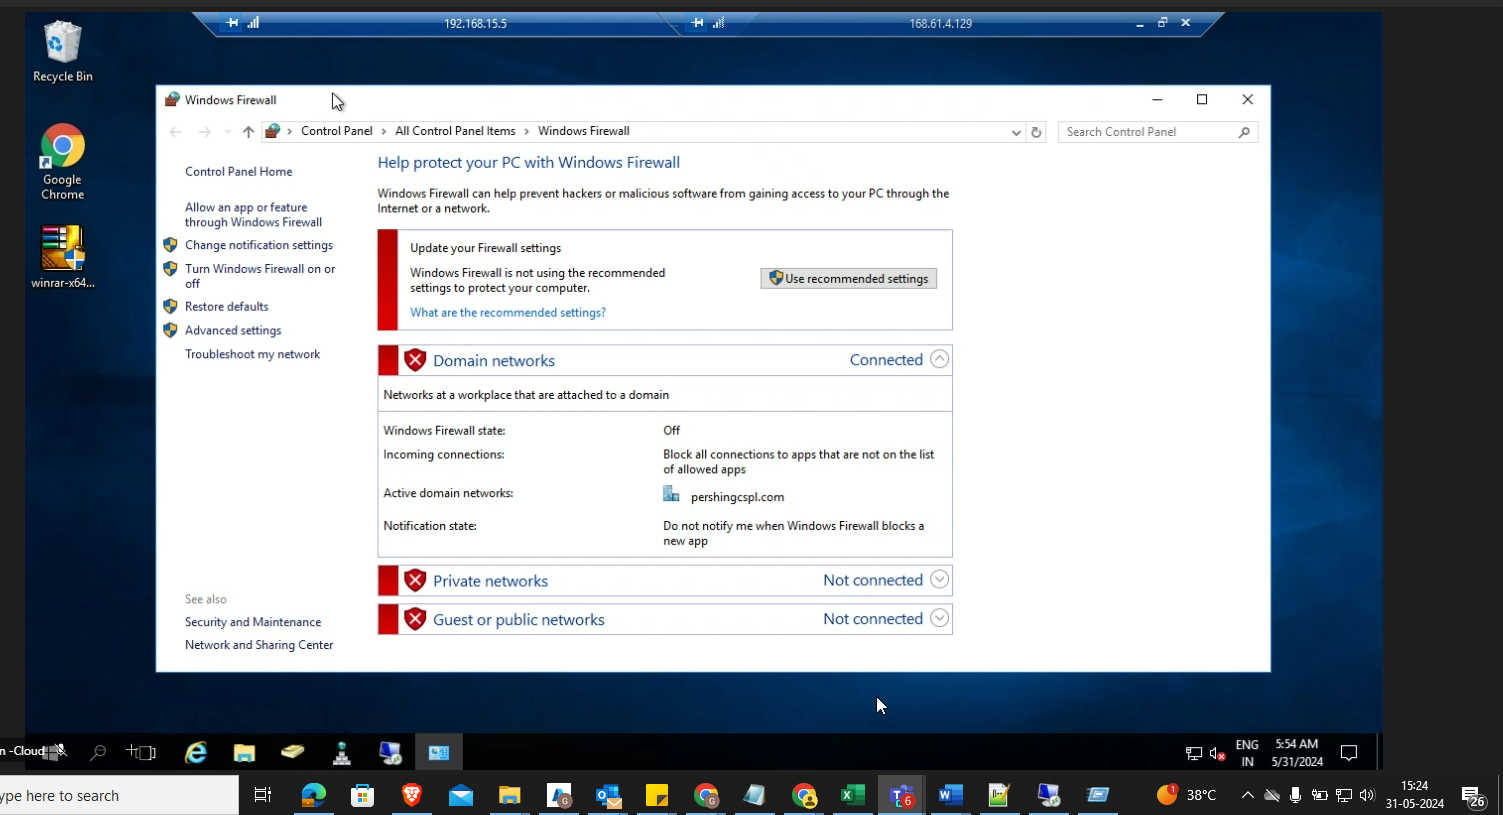 192.168.15.5
168.61.4.129
Recycle Bin
Google
Chrome
winrar-x64...
Windows Firewall
Control Panel > All Control Panel Items > Windows Firewall
Search Control Panel
Control Panel Home
Allow an app or feature
through Windows Firewall
Change notification settings
Turn Windows Firewall on or
off
Restore defaults
Advanced settings
Troubleshoot my network
See also
Security and Maintenance
Network and Sharing Center
Help protect your PC with Windows Firewall
Windows Firewall can help prevent hackers or malicious software from gaining access to your PC through the
Internet or a network.
Update your Firewall settings
Windows Firewall is not using the recommended
settings to protect your computer.
Use recommended settings
What are the recommended settings?
Domain networks Connected
Networks at a workplace that are attached to a domain
Windows Firewall state: Off
Incoming connections: Block all connections to apps that are not on the list
of allowed apps
Active domain networks: pershingcspl.com
Notification state: Do not notify me when Windows Firewall blocks a
new app
Private networks Not connected
Guest or public networks Not connected
n -Cloud
ENG
IN
5:54 AM
5/31/2024
ype here to search
6
1
38°C
15:24
31-05-2024
26